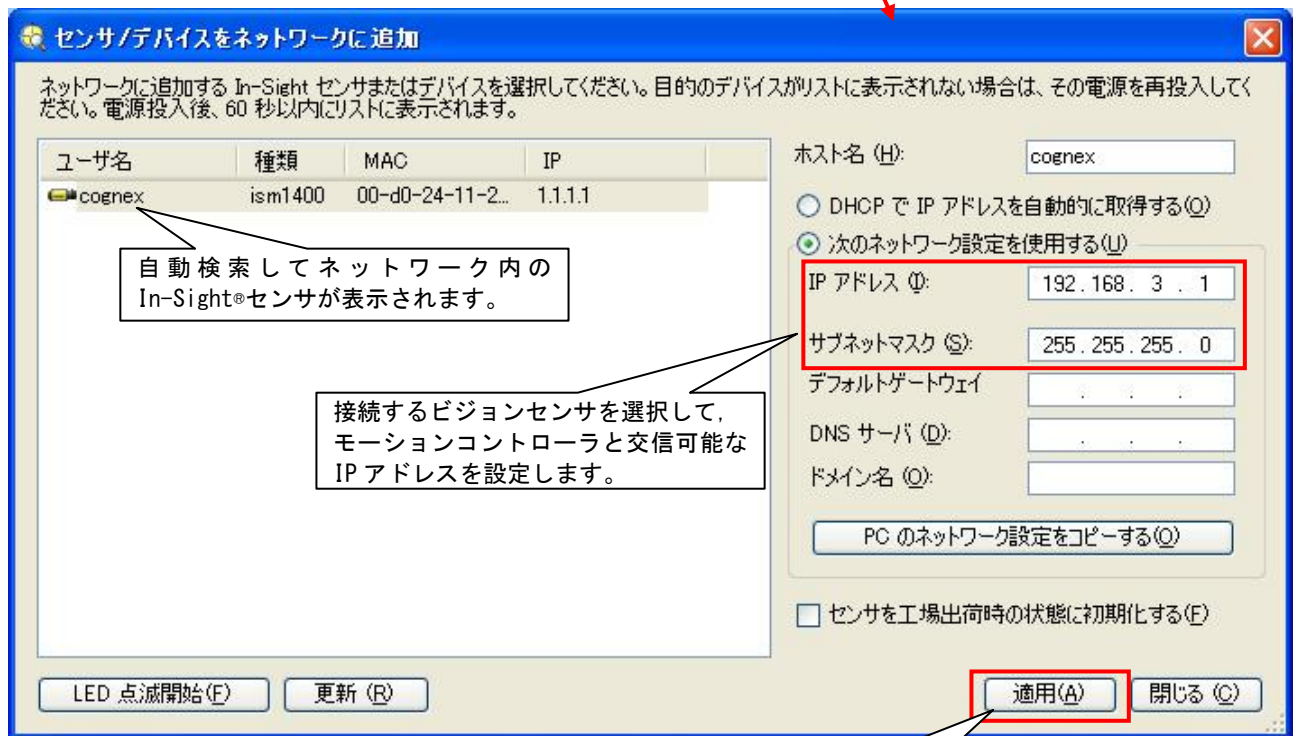 センサ/デバイスをネットワークに追加
ネットワークに追加する In-Sight センサまたはデバイスを選択してください。目的のデバイスがリストに表示されない場合は、その電源を再投入してく
ださい。電源投入後、60 秒以内にリストに表示されます。
ユーザ名 種類 MAC IP
cognex ism1400 00-d0-24-11-2... 1.1.1.1
自動検索してネットワーク内の
In-Sight®センサが表示されます。
接続するビジョンセンサを選択して,
モーションコントローラと交信可能な
IPアドレスを設定します。
ホスト名 (H): cognex
DHCP で IP アドレスを自動的に取得する(O)
次のネットワーク設定を使用する(U)
IP アドレス (I): 192.168. 3 . 1
サブネットマスク (S): 255.255.255. 0
デフォルトゲートウェイ . . .
DNS サーバ (D): . . .
ドメイン名 (O):
PC のネットワーク設定をコピーする(O)
センサを工場出荷時の状態に初期化する(F)
LED 点滅開始(F) 更新 (R) 適用(A) 閉じる (C)